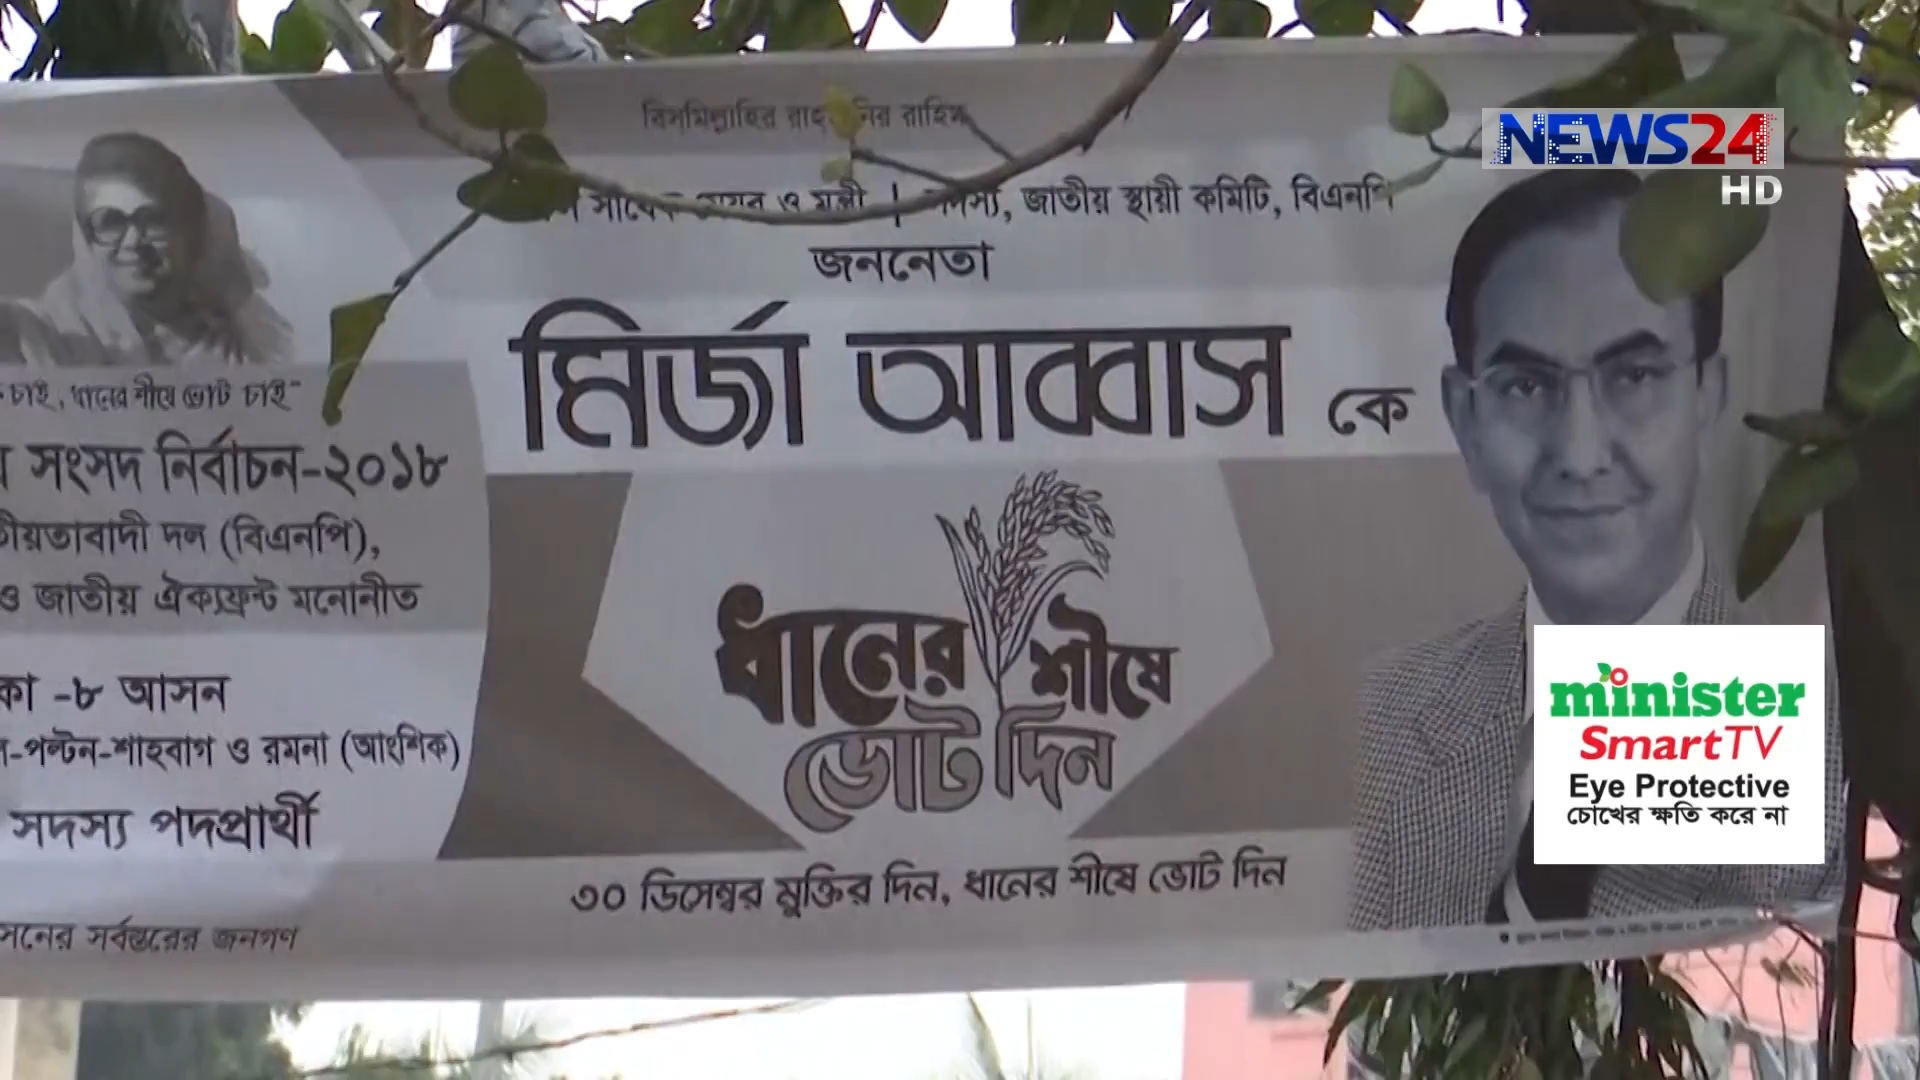 বিসমিল্লাহির রাহমানির রাহিম
সাবেক মেয়র ও মন্ত্রী | সদস্য, জাতীয় স্থায়ী কমিটি, বিএনপি
জননেতা
মির্জা আব্বাস কে
ধানের শীষে
ভোট দিন
৩০ ডিসেম্বর মুক্তির দিন, ধানের শীষে ভোট দিন
চাই, ধানের শীষে ভোট চাই"
সংসদ নির্বাচন-২০১৮
তীয়তাবাদী দল (বিএনপি),
ও জাতীয় ঐক্যফ্রন্ট মনোনীত
কা -৮ আসন
-পল্টন-শাহবাগ ও রমনা (আংশিক)
সদস্য পদপ্রার্থী
সনের সর্বস্তরের জনগণ
NEWS24
HD
minister
SmartTV
Eye Protective
চোখের ক্ষতি করে না